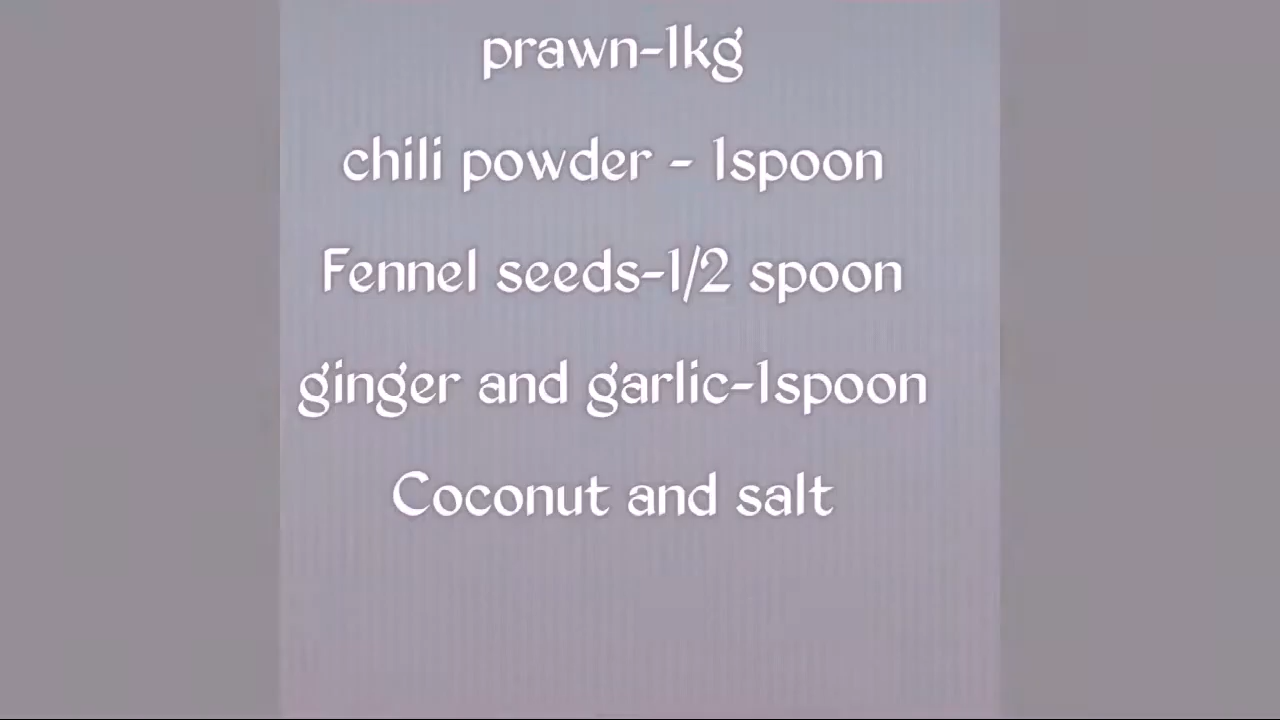 prawn-1kg
chili powder - 1spoon
Fennel seeds-1/2 spoon
ginger and garlic-1spoon
Coconut and salt